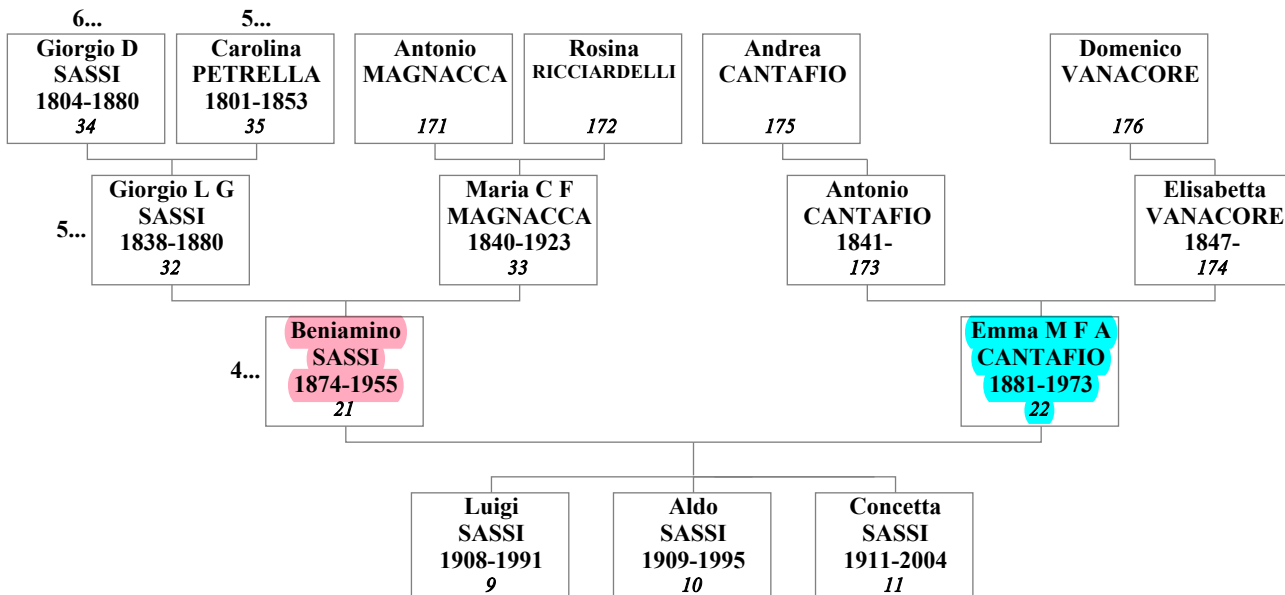 6...
5...
Giorgio D
SASSI
1804-1880
34
Carolina
PETRELLA
1801-1853
35
Antonio
MAGNACCA
171
Rosina
RICCIARDELLI
172
Andrea
CANTAFIO
175
Domenico
VANACORE
176
5...
Giorgio L G
SASSI
1838-1880
32
Maria C F
MAGNACCA
1840-1923
33
Antonio
CANTAFIO
1841-
173
Elisabetta
VANACORE
1847-
174
4...
Beniamino
SASSI
1874-1955
21
Emma M F A
CANTAFIO
1881-1973
22
Luigi
SASSI
1908-1991
9
Aldo
SASSI
1909-1995
10
Concetta
SASSI
1911-2004
11